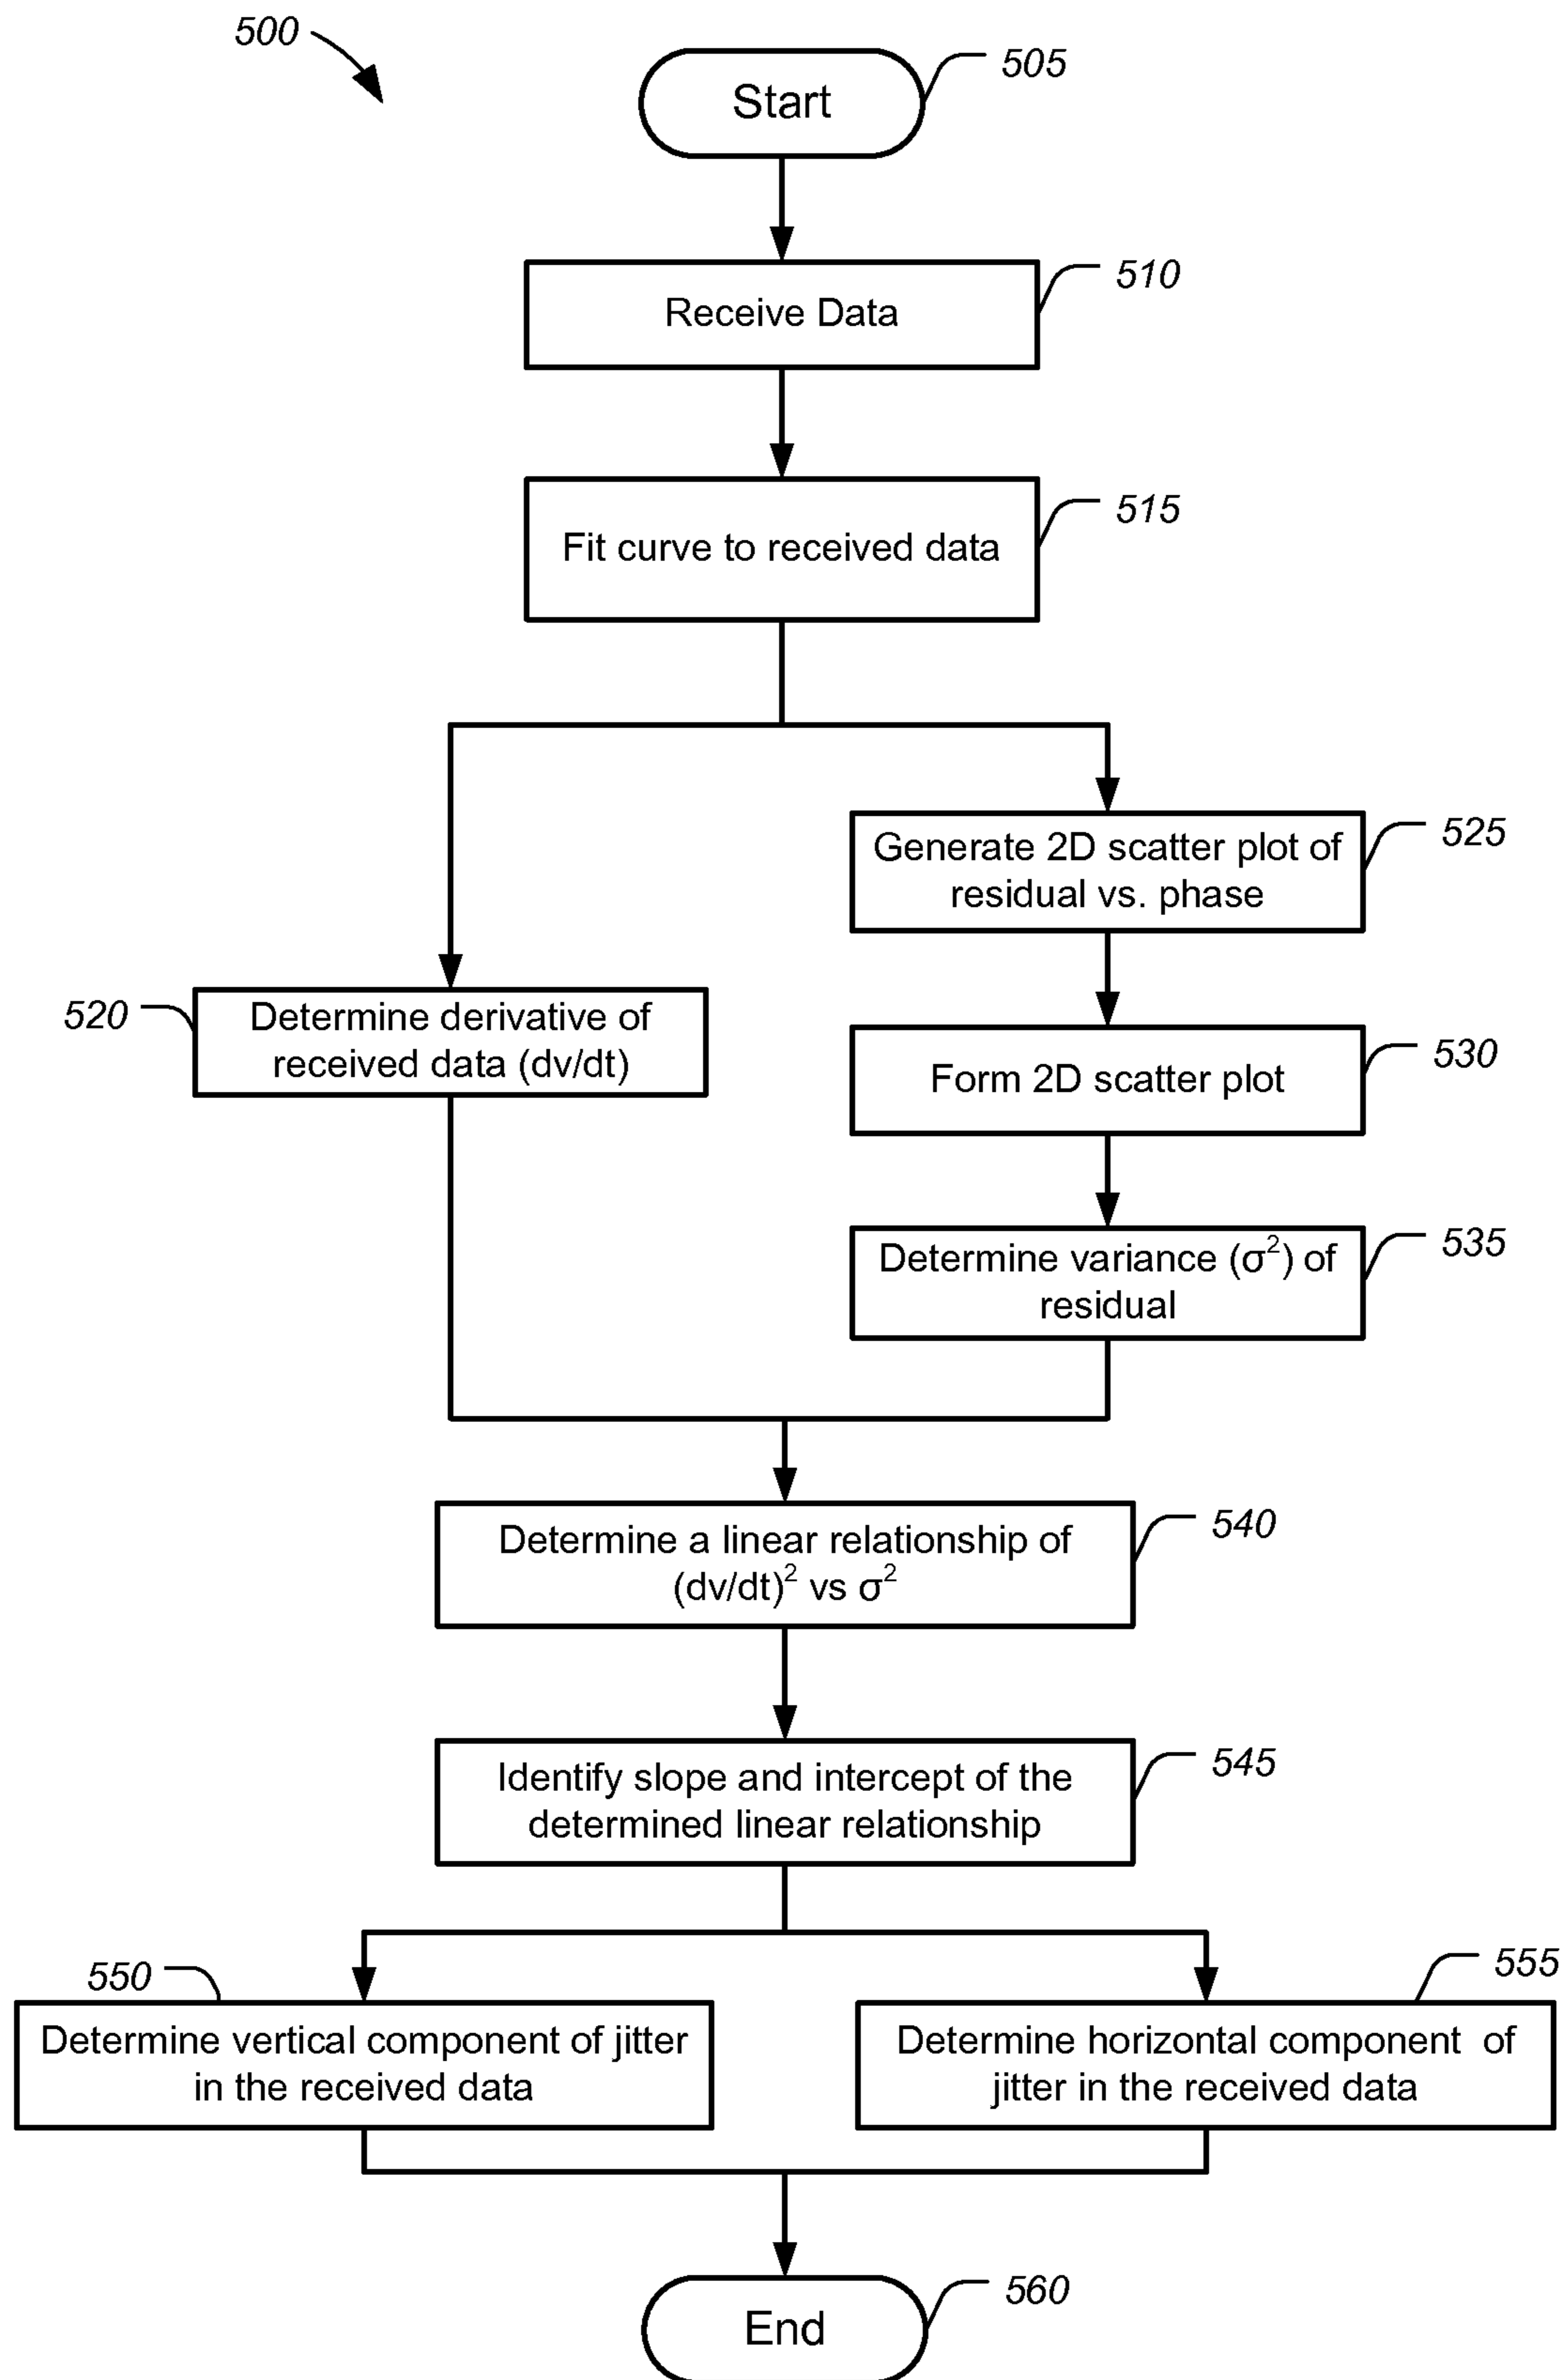 500
Start
505
Receive Data
510
Fit curve to received data
515
Generate 2D scatter plot of
residual vs. phase
525
520
Determine derivative of
received data (dv/dt)
Form 2D scatter plot
530
Determine variance (σ²) of
residual
535
Determine a linear relationship of
(dv/dt)² vs σ²
540
Identify slope and intercept of the
determined linear relationship
545
550
Determine vertical component of jitter
in the received data
555
Determine horizontal component of
jitter in the received data
End
560